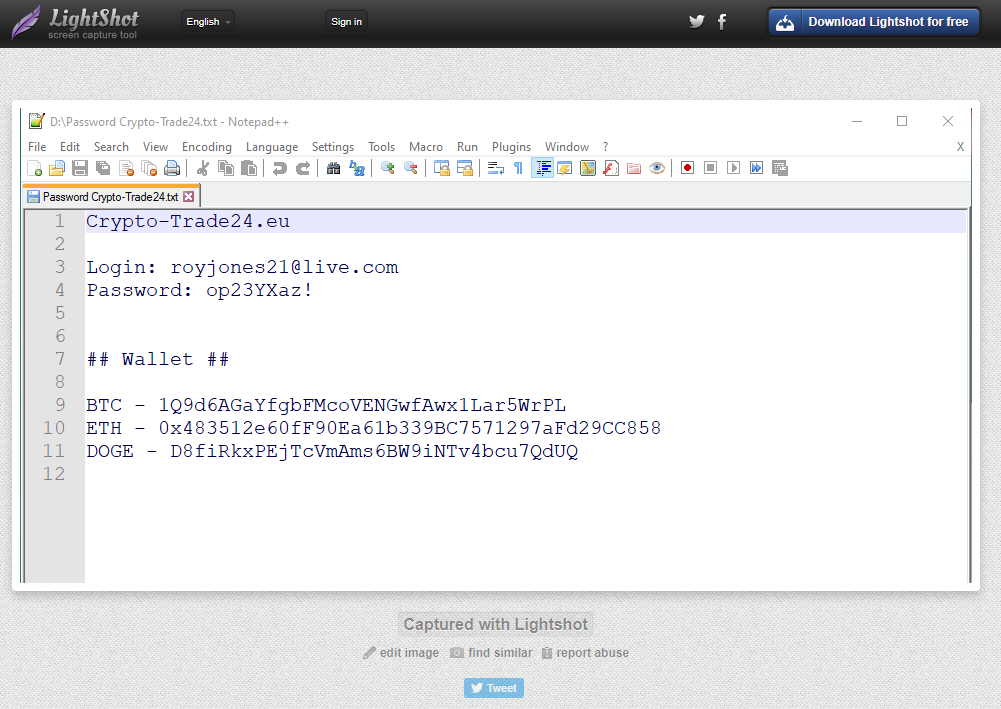 LightShot
screen capture tool
English
Sign in
Download Lightshot for free
D:\Password Crypto-Trade24.txt - Notepad++
File Edit Search View Encoding Language Settings Tools Macro Run Plugins Window ? X
Password Crypto-Trade24.txt
1 Crypto-Trade24.eu
2
3 Login: royjones21@live.com
4 Password: op23YXaz!
5
6
7 ## Wallet ##
8
9 BTC - 1Q9d6AGaYfgbFMcoVENGwfAwx1Lar5WrPL
10 ETH - 0x483512e60fF90Ea61b339BC7571297aFd29CC858
11 DOGE - D8fiRkxPEjTcVmAms6BW9iNTv4bcu7QdUQ
12
Captured with Lightshot
edit image find similar report abuse
Tweet